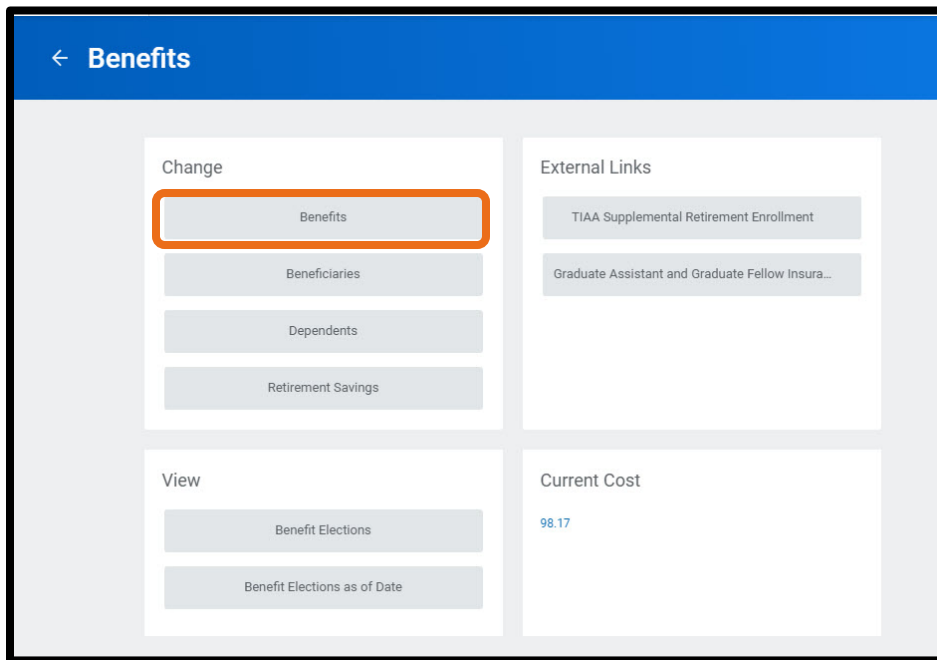 ← Benefits
Change
Benefits
Beneficiaries
Dependents
Retirement Savings
External Links
TIAA Supplemental Retirement Enrollment
Graduate Assistant and Graduate Fellow Insura...
View
Benefit Elections
Benefit Elections as of Date
Current Cost
98.17